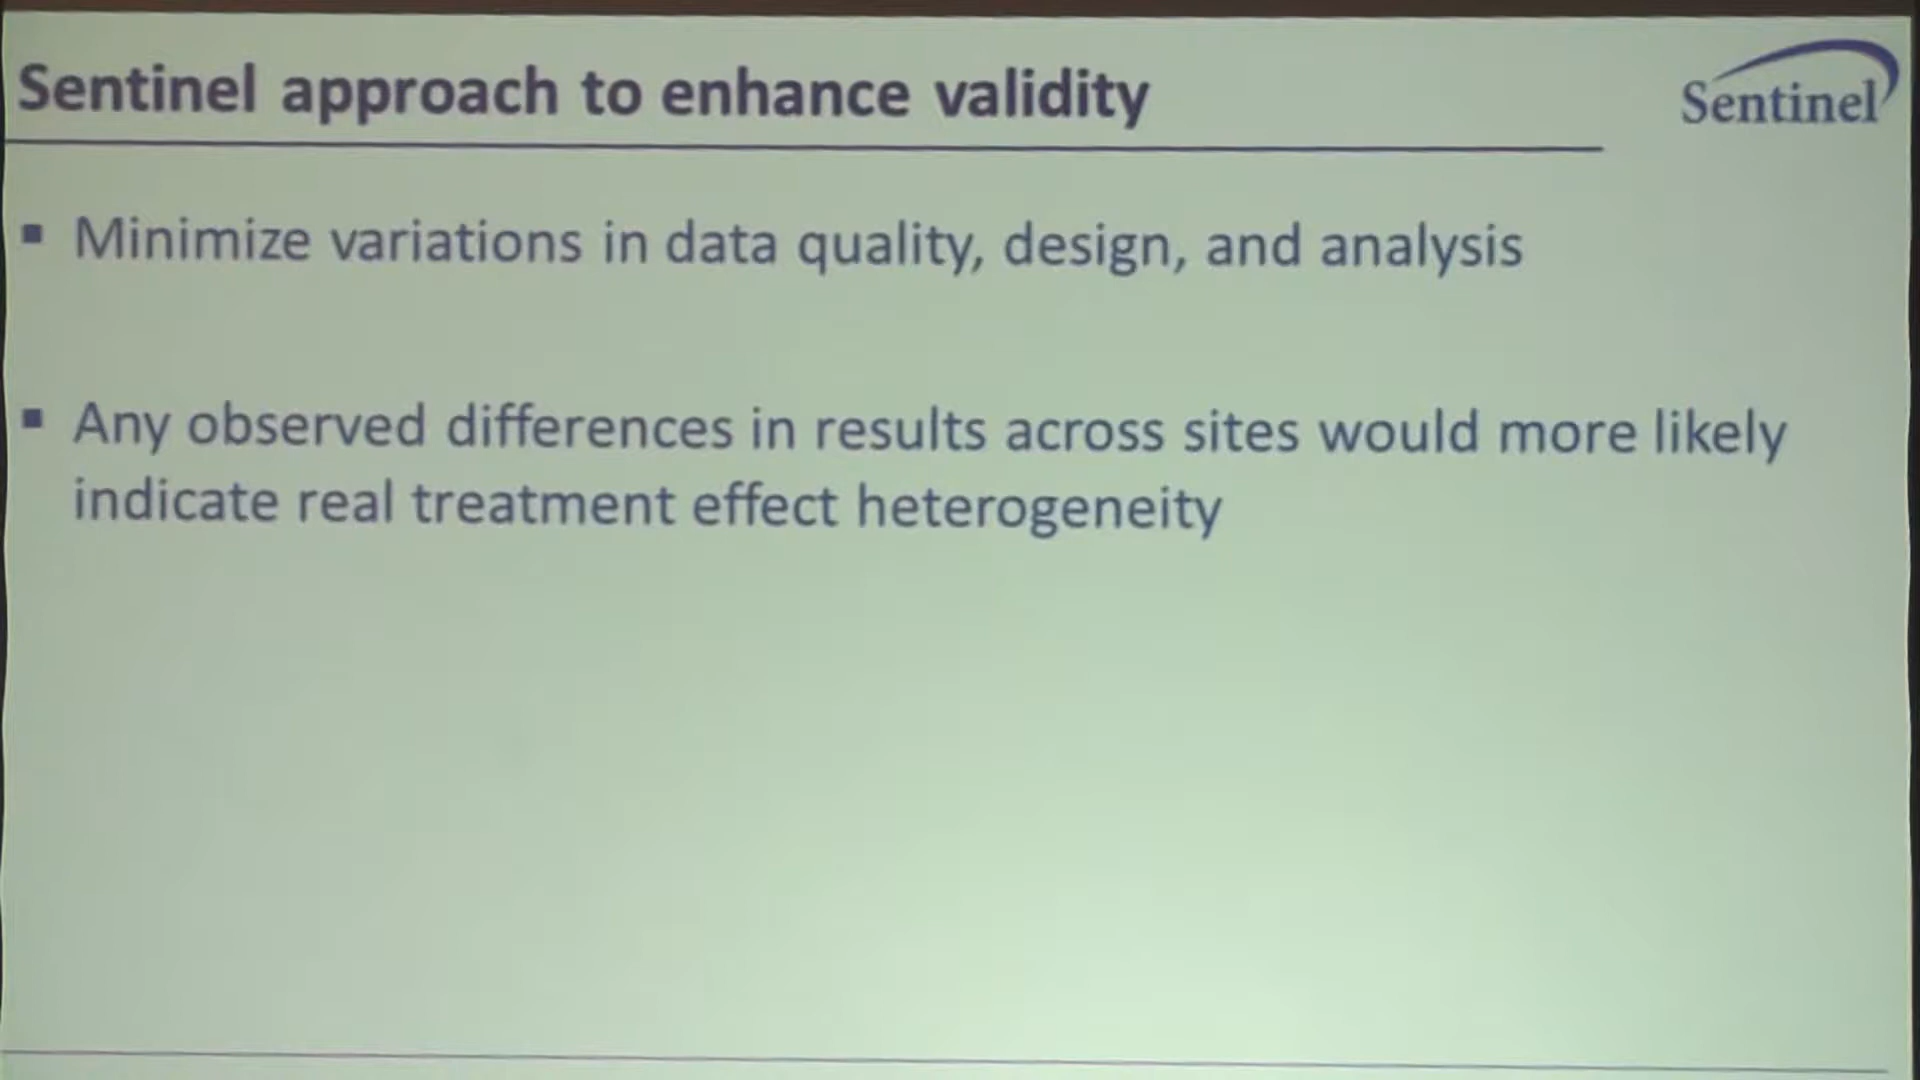 Sentinel approach to enhance validity
Sentinel
▪ Minimize variations in data quality, design, and analysis
▪ Any observed differences in results across sites would more likely
indicate real treatment effect heterogeneity